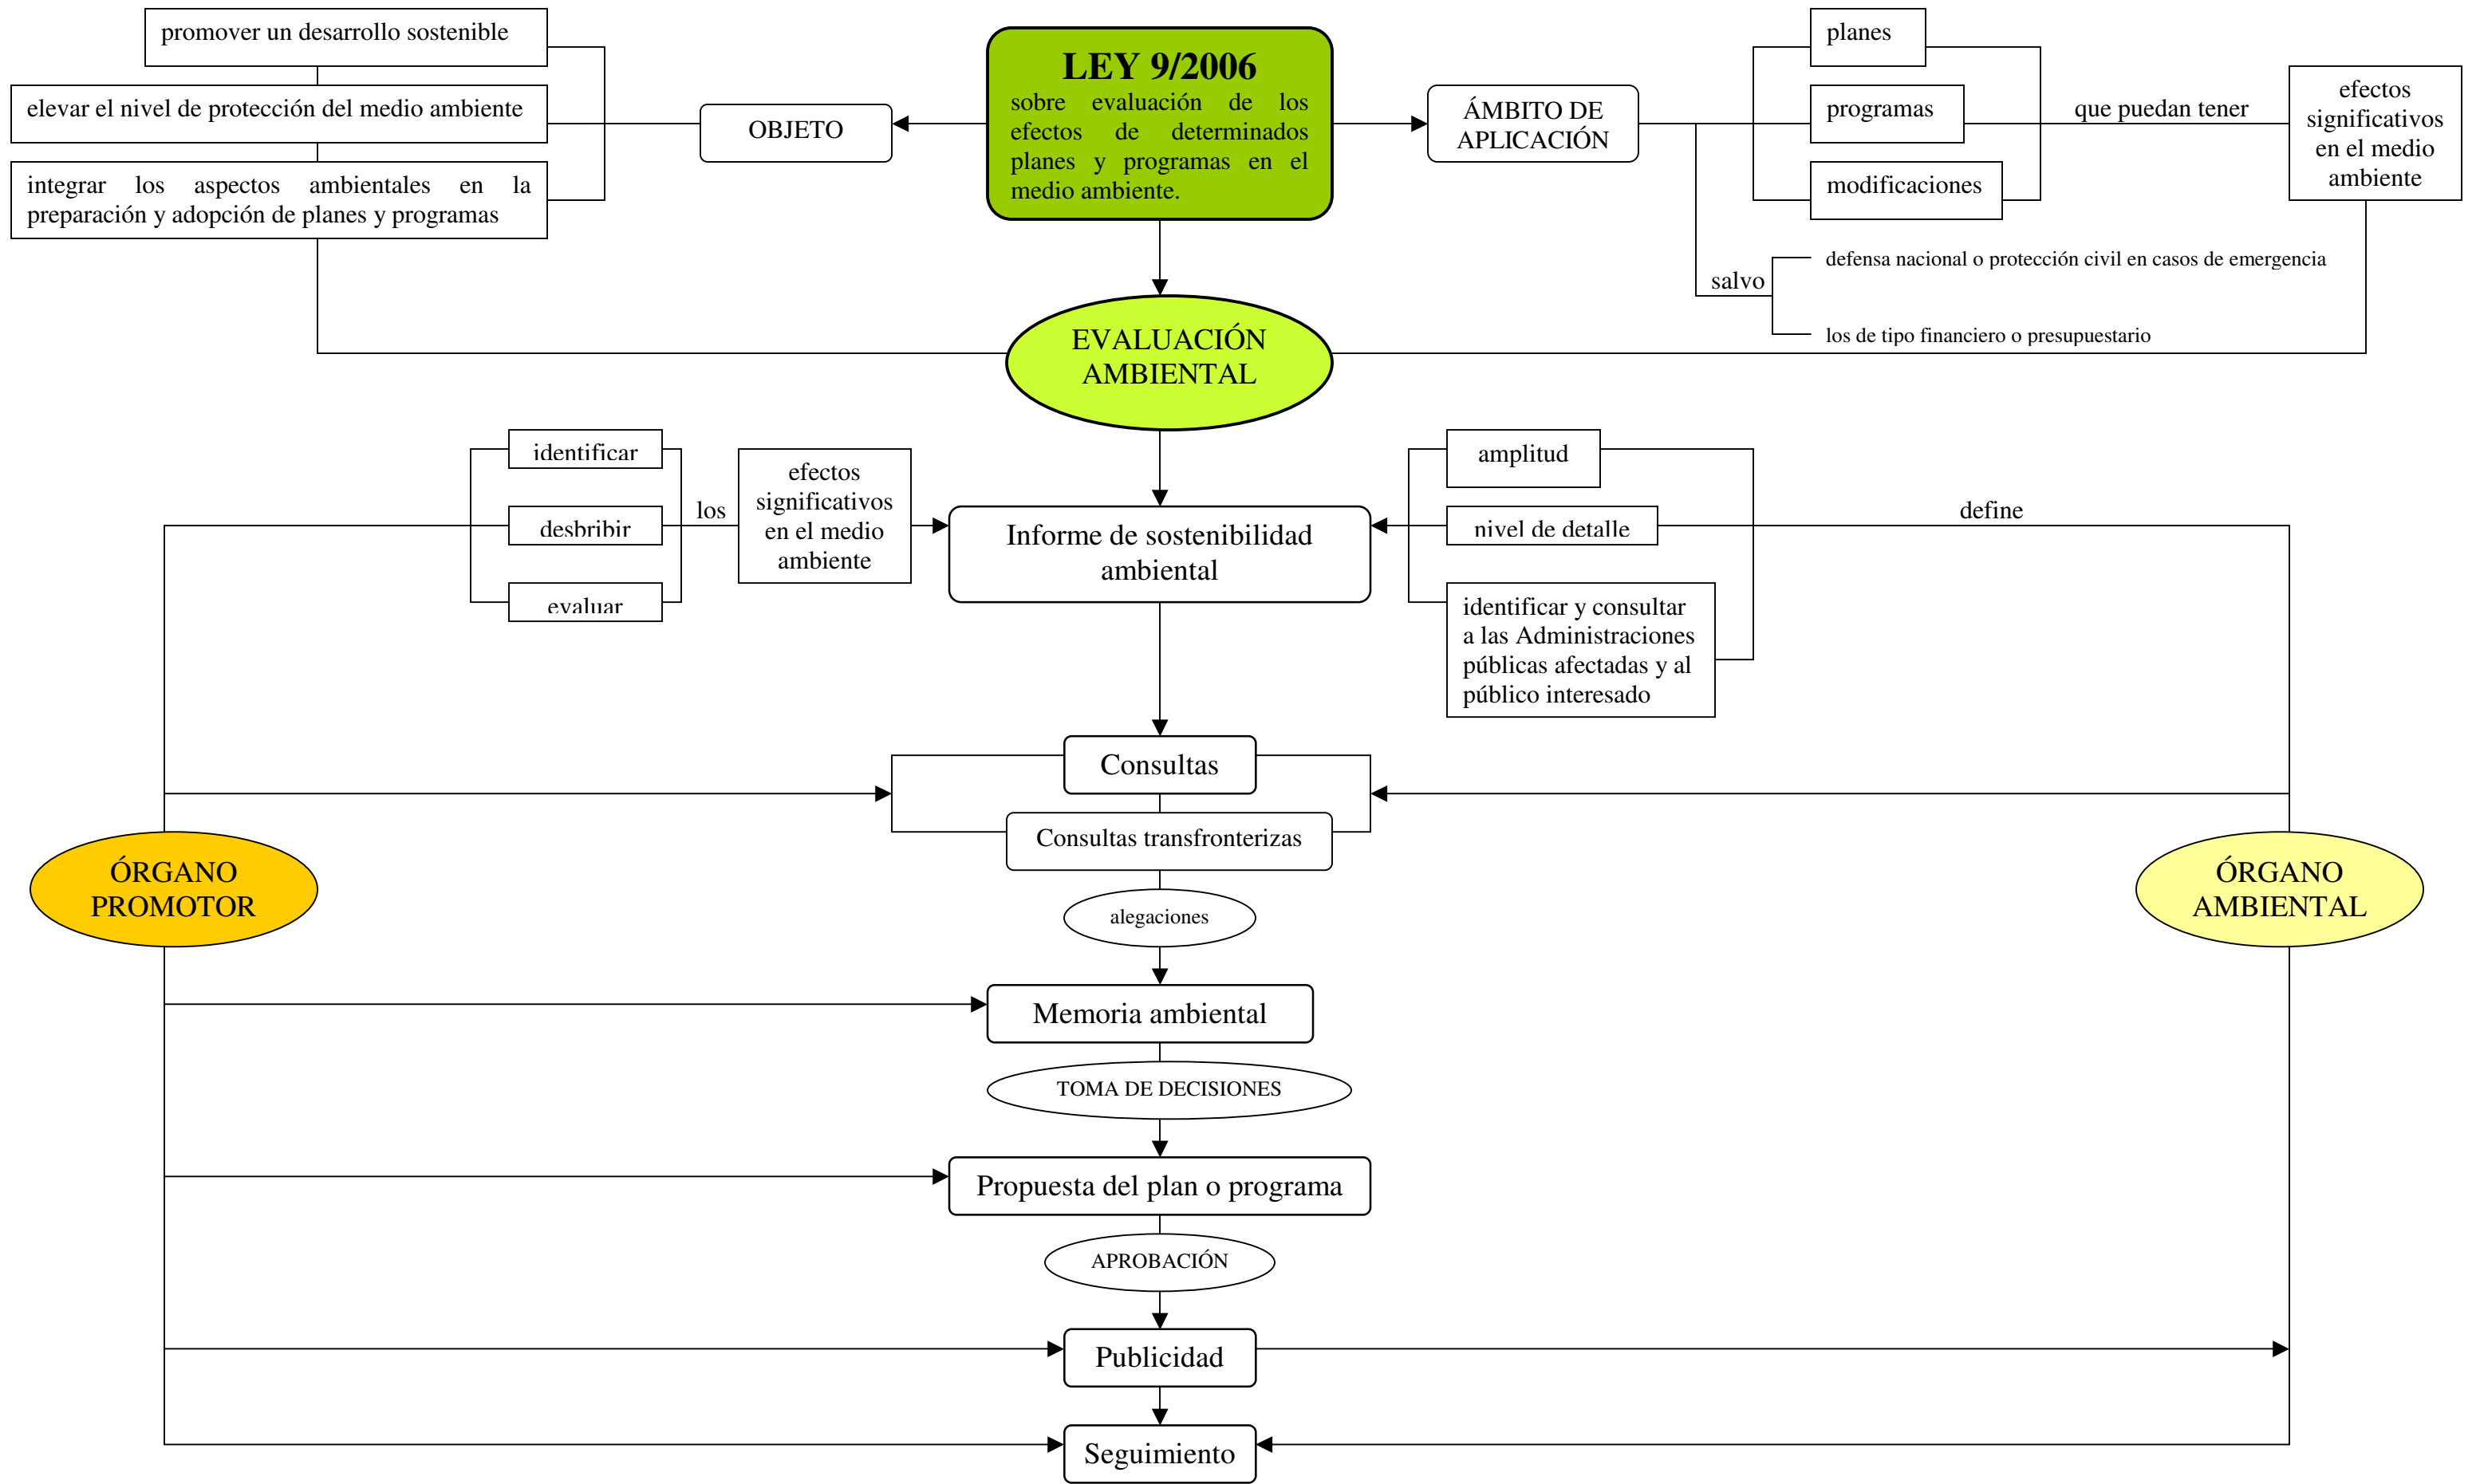 promover un desarrollo sostenible
elevar el nivel de protección del medio ambiente
integrar los aspectos ambientales en la
preparación y adopción de planes y programas
OBJETO
LEY 9/2006
sobre evaluación de los
efectos de determinados
planes y programas en el
medio ambiente.
ÁMBITO DE
APLICACIÓN
planes
programas
modificaciones
que puedan tener
efectos
significativos
en el medio
ambiente
salvo
defensa nacional o protección civil en casos de emergencia
los de tipo financiero o presupuestario
EVALUACIÓN
AMBIENTAL
identificar
desbribir
evaluar
los
efectos
significativos
en el medio
ambiente
Informe de sostenibilidad
ambiental
amplitud
nivel de detalle
identificar y consultar
a las Administraciones
públicas afectadas y al
público interesado
define
Consultas
Consultas transfronterizas
ÓRGANO
PROMOTOR
alegaciones
ÓRGANO
AMBIENTAL
Memoria ambiental
TOMA DE DECISIONES
Propuesta del plan o programa
APROBACIÓN
Publicidad
Seguimiento